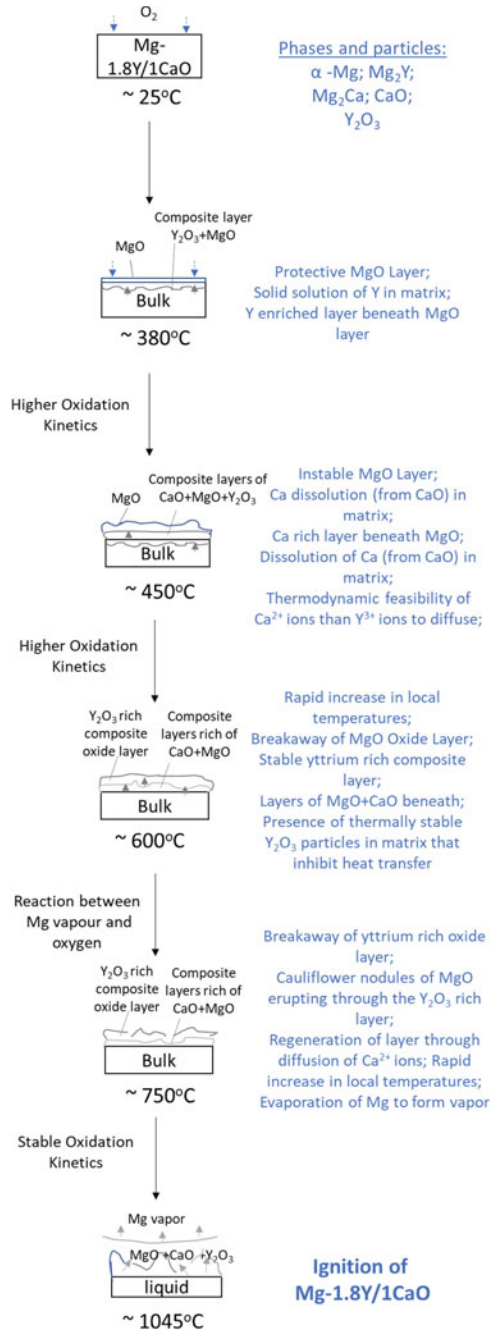 O₂
Mg-
1.8Y/1CaO
~ 25°C
Phases and particles:
α -Mg; Mg₂Y;
Mg₂Ca; CaO;
Y₂O₃
Composite layer
Y₂O₃+MgO
MgO
Bulk
~ 380°C
Protective MgO Layer;
Solid solution of Y in matrix;
Y enriched layer beneath MgO
layer
Higher Oxidation
Kinetics
MgO
Composite layers of
CaO+MgO+Y₂O₃
Bulk
~ 450°C
Instable MgO Layer;
Ca dissolution (from CaO) in
matrix;
Ca rich layer beneath MgO;
Dissolution of Ca (from CaO) in
matrix;
Thermodynamic feasibility of
Ca²⁺ ions than Y³⁺ ions to diffuse;
Higher Oxidation
Kinetics
Y₂O₃ rich
composite
oxide layer
Composite
layers rich of
CaO+MgO
Bulk
~ 600°C
Rapid increase in local
temperatures;
Breakaway of MgO Oxide Layer;
Stable yttrium rich composite
layer;
Layers of MgO+CaO beneath;
Presence of thermally stable
Y₂O₃ particles in matrix that
inhibit heat transfer
Reaction between
Mg vapour and
oxygen
Y₂O₃ rich
composite
oxide layer
Composite
layers rich of
CaO+MgO
Bulk
~ 750°C
Breakaway of yttrium rich oxide
layer;
Cauliflower nodules of MgO
erupting through the Y₂O₃ rich
layer;
Regeneration of layer through
diffusion of Ca²⁺ ions; Rapid
increase in local temperatures;
Evaporation of Mg to form vapor
Stable Oxidation
Kinetics
Mg vapor
MgO +CaO +Y₂O₃
liquid
~ 1045°C
Ignition of
Mg-1.8Y/1CaO